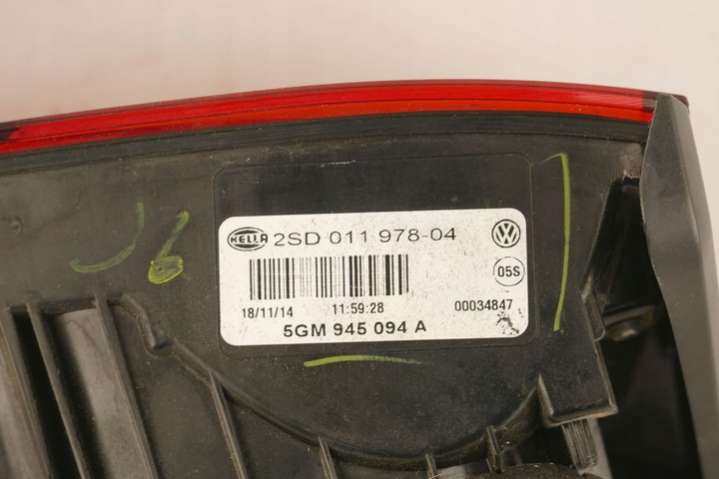 HELLA 2SD 011 978-04
05S
18/11/14 11:59:28 00034847
5GM 945 094 A